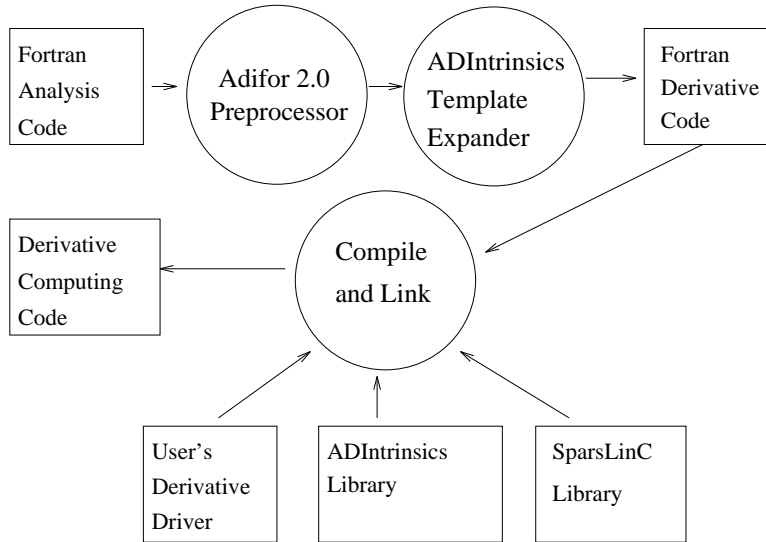 Fortran
Analysis
Code
Adifor 2.0
Preprocessor
ADIntrinsics
Template
Expander
Fortran
Derivative
Code
Derivative
Computing
Code
Compile
and Link
User's
Derivative
Driver
ADIntrinsics
Library
SparsLinC
Library